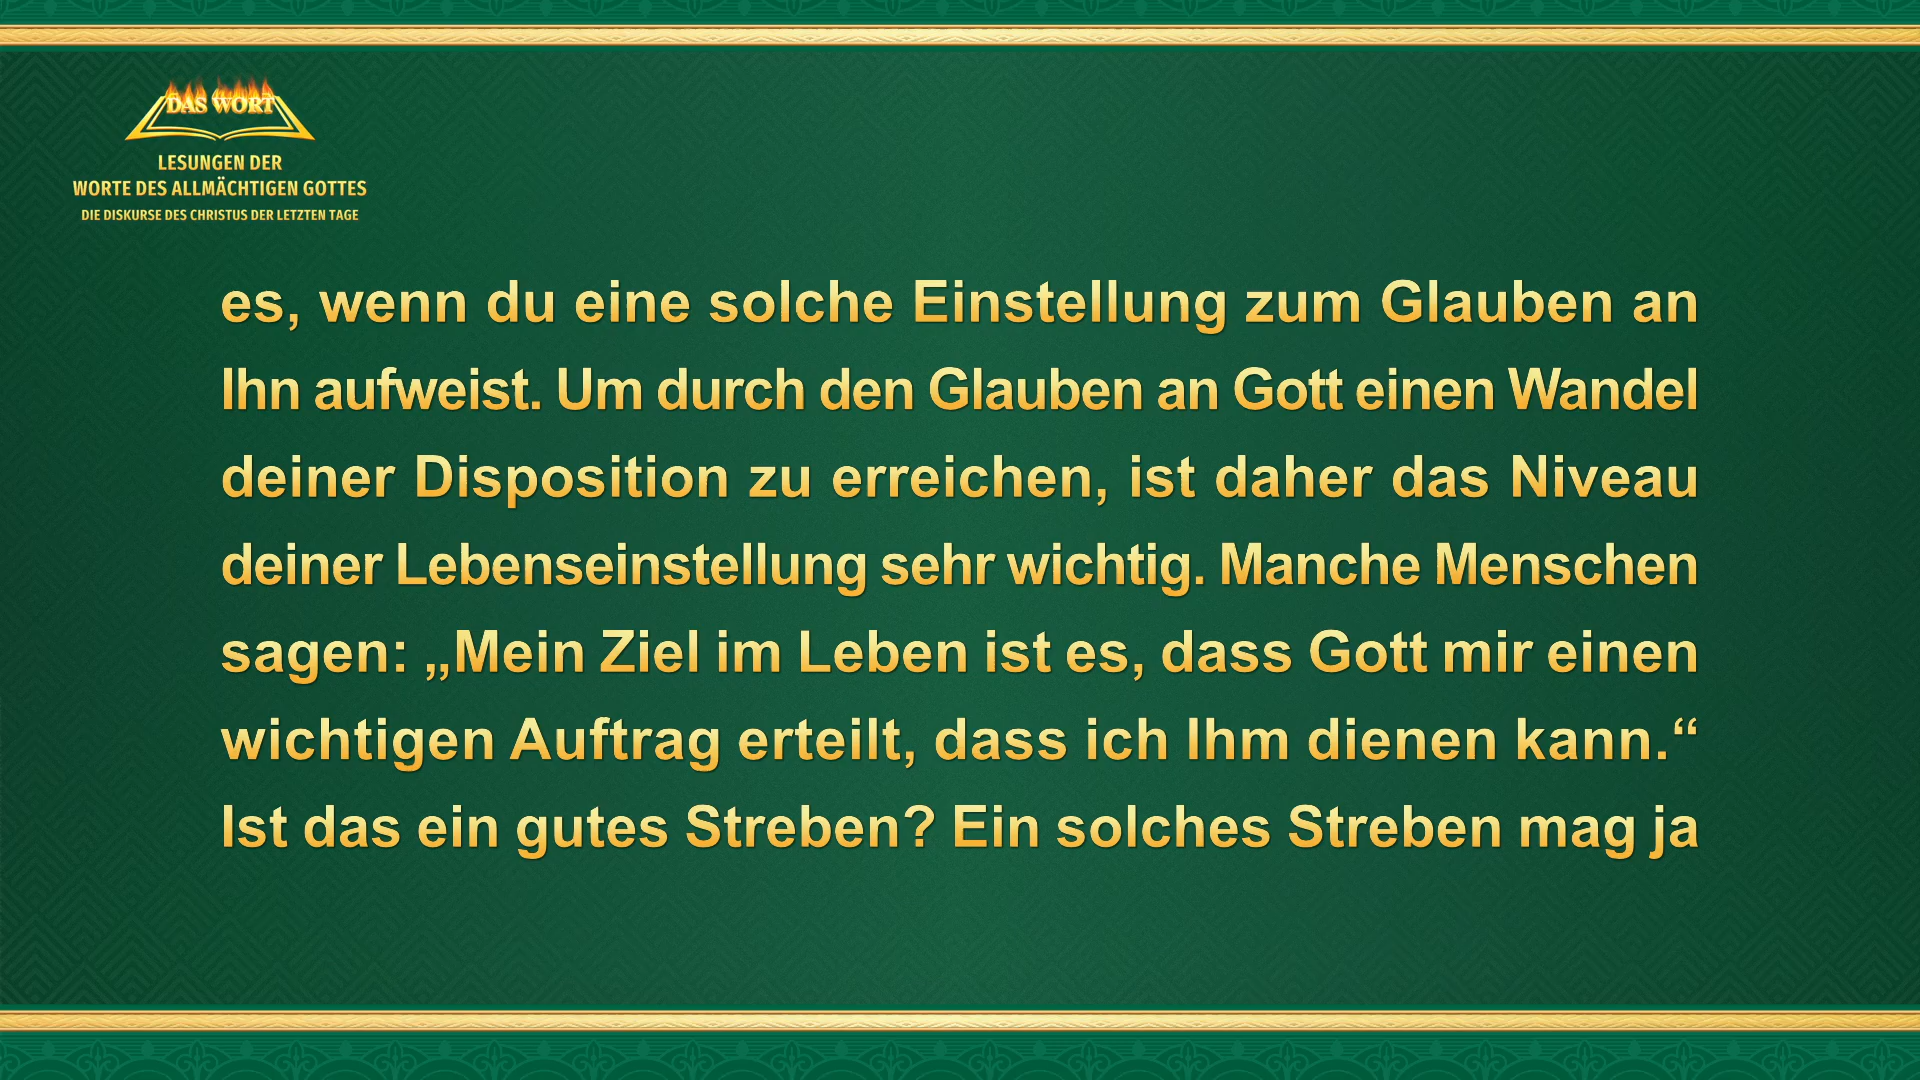 DAS WORT
LESUNGEN DER
WORTE DES ALLMÄCHTIGEN GOTTES
DIE DISKURSE DES CHRISTUS DER LETZTEN TAGE
es, wenn du eine solche Einstellung zum Glauben an
Ihn aufweist. Um durch den Glauben an Gott einen Wandel
deiner Disposition zu erreichen, ist daher das Niveau
deiner Lebenseinstellung sehr wichtig. Manche Menschen
sagen: „Mein Ziel im Leben ist es, dass Gott mir einen
wichtigen Auftrag erteilt, dass ich Ihm dienen kann.“
Ist das ein gutes Streben? Ein solches Streben mag ja